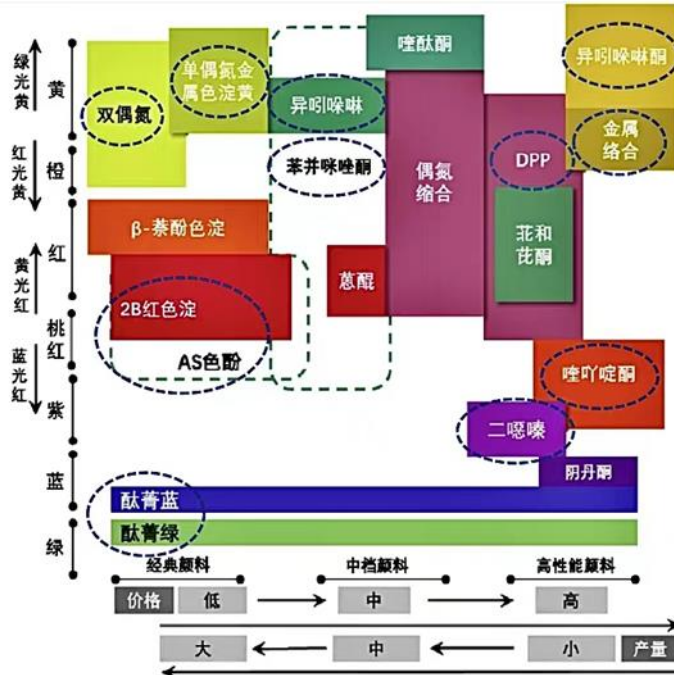 绿光黄
红光黄
黄光红
蓝光红
黄
橙
红
桃红
紫
蓝
绿
双偶氮
单偶氮金
属色淀黄
喹酞酮
异吲哚啉
苯并咪唑酮
偶氮
缩合
DPP
异吲哚啉酮
金属
络合
苝和
芘酮
β-萘酚色淀
2B红色淀
AS色酚
蒽醌
喹吖啶酮
二噁嗪
阴丹酮
酞菁蓝
酞菁绿
经典颜料
中档颜料
高性能颜料
价格
低
中
高
大
中
小
产量